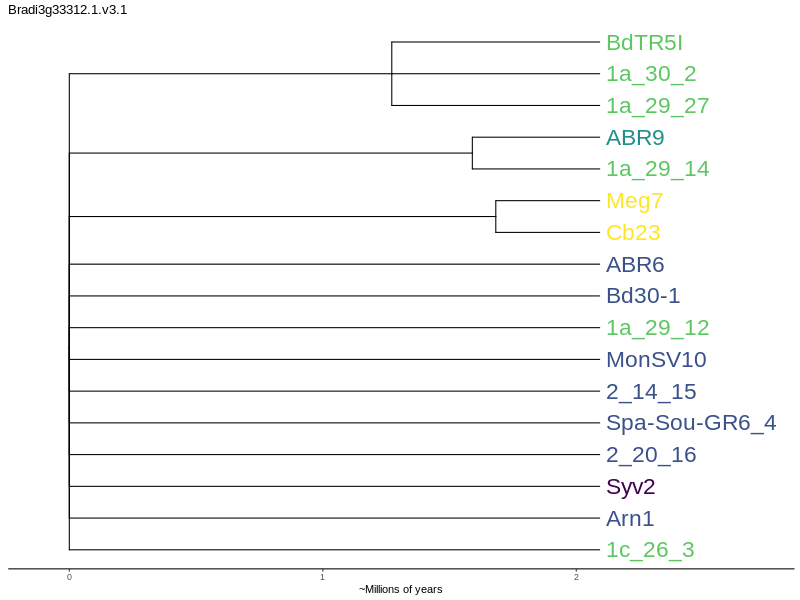 Bradi3g33312.1.v3.1
BdTR5I
1a_30_2
1a_29_27
ABR9
1a_29_14
Meg7
Cb23
ABR6
Bd30-1
1a_29_12
MonSV10
2_14_15
Spa-Sou-GR6_4
2_20_16
Syv2
Arn1
1c_26_3
0 1 2
~Millions of years